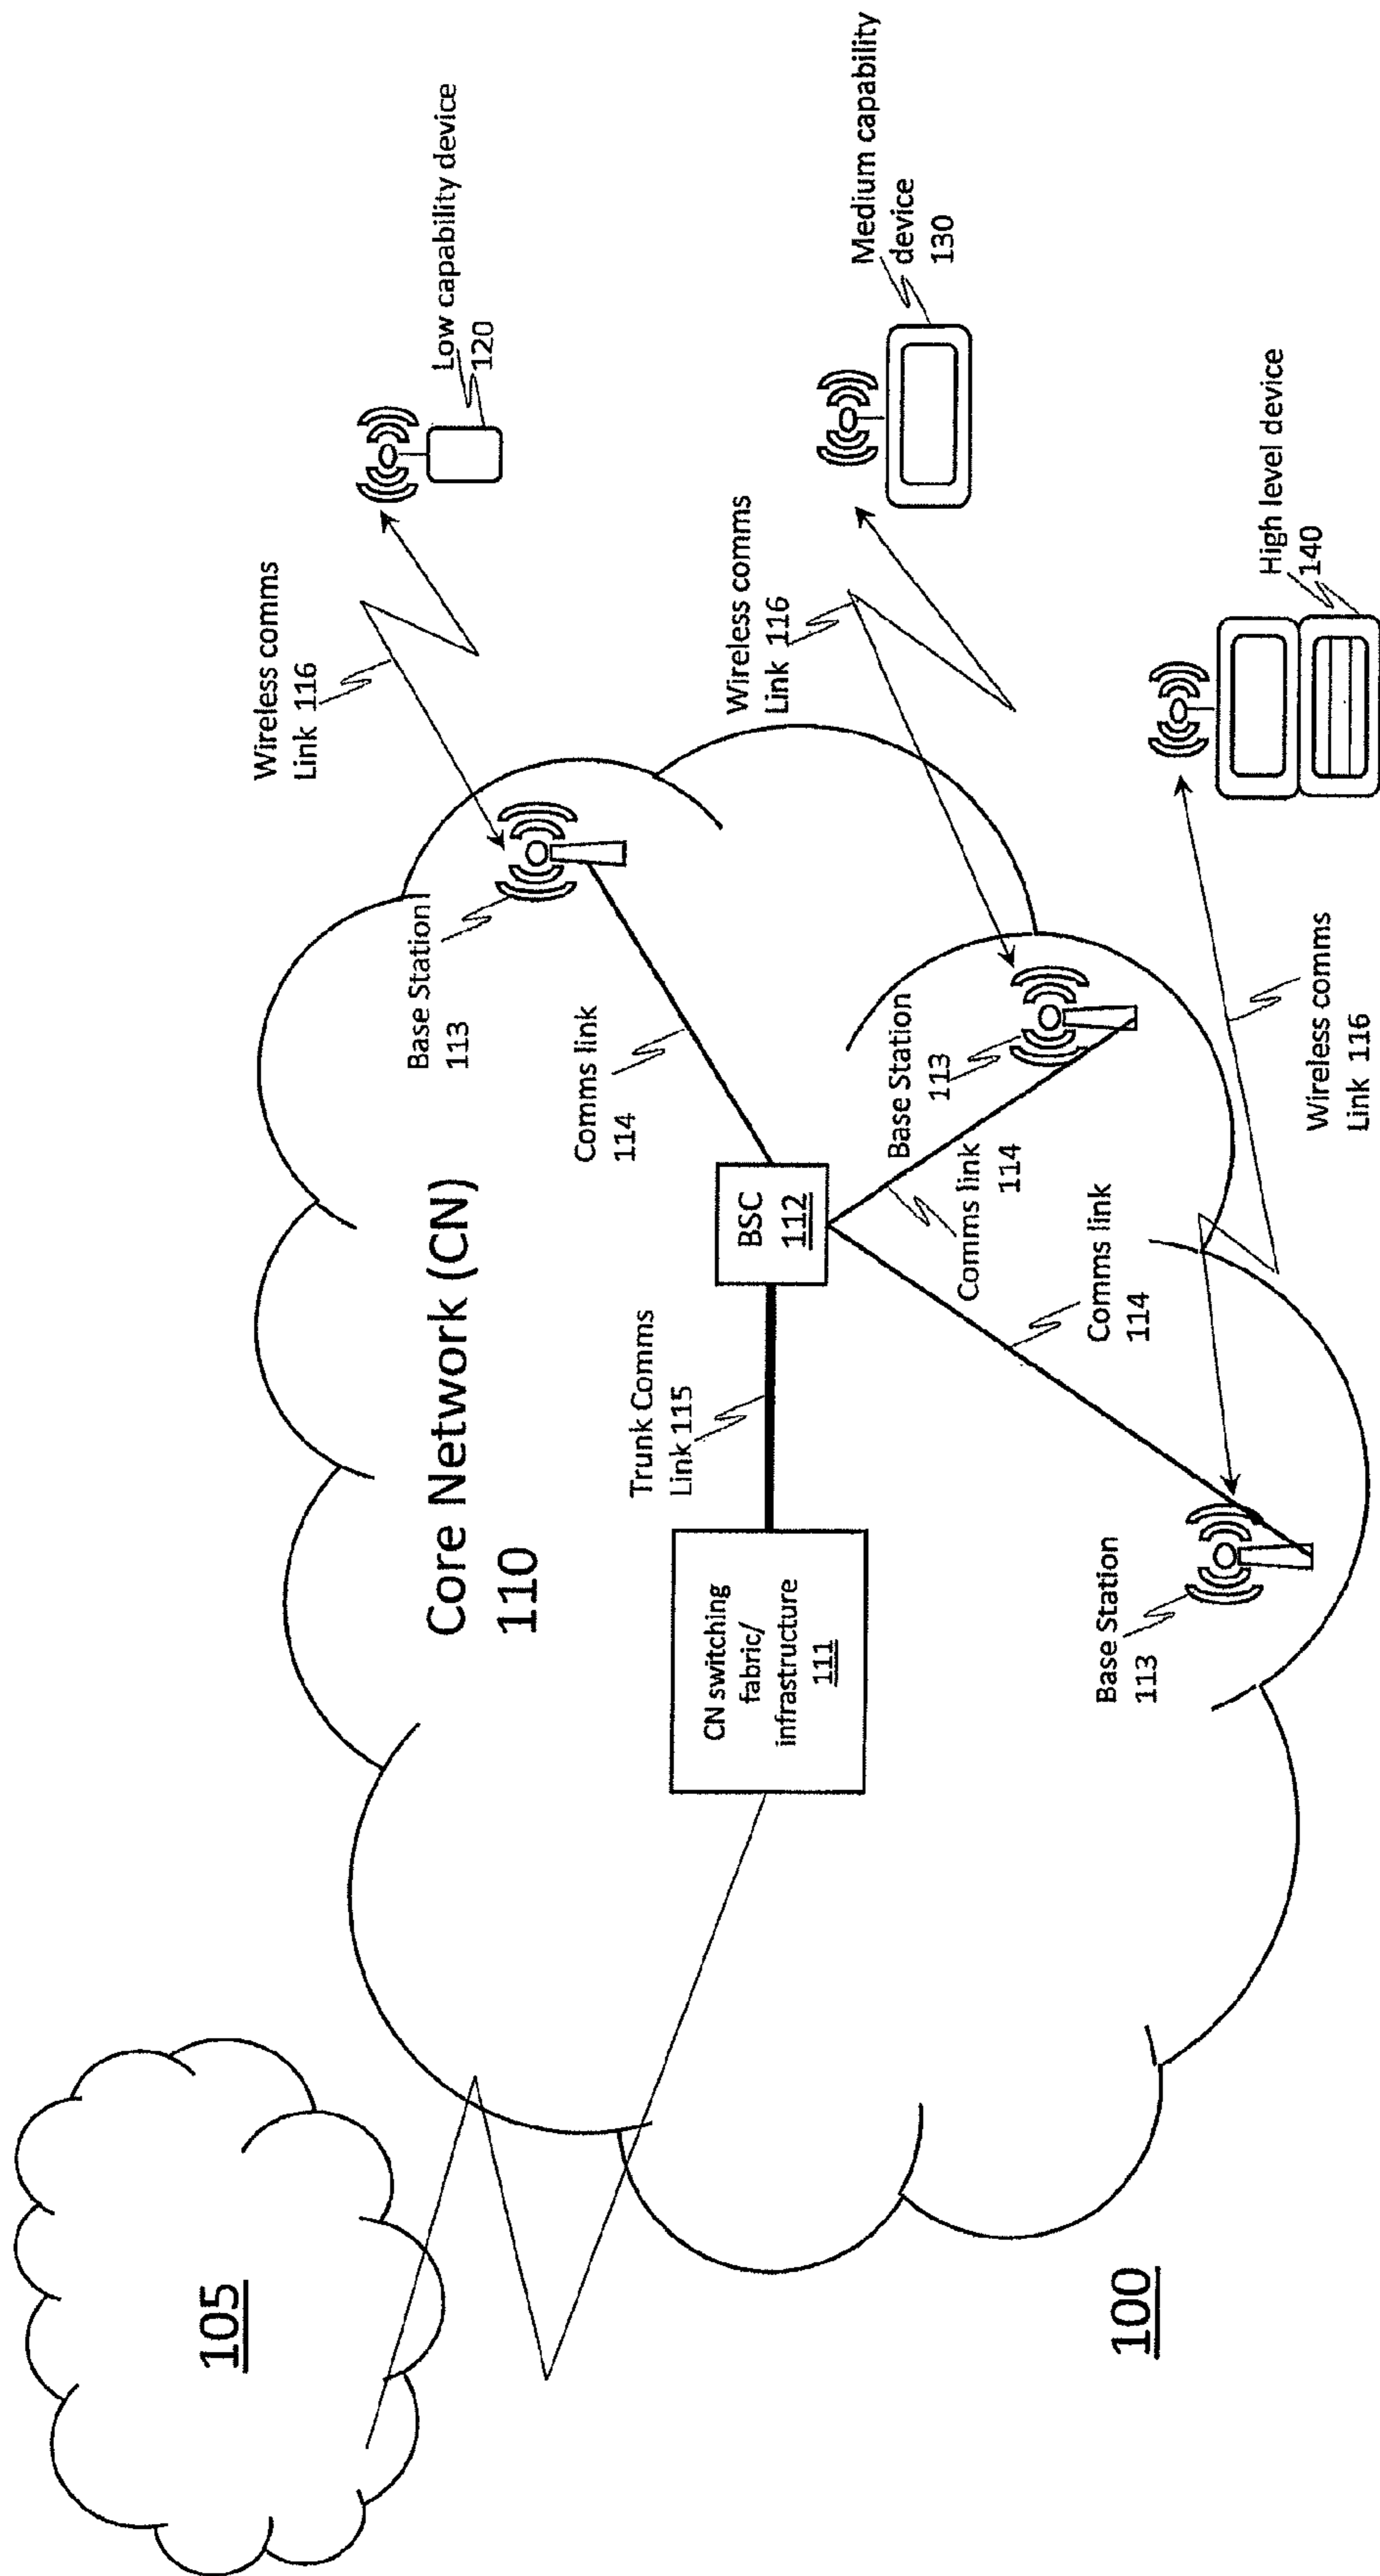 105
100
Core Network (CN)
110
CN switching
fabric/
infrastructure
111
Trunk Comms
Link 115
BSC
112
Comms link
114
Base Station
113
Wireless comms
Link 116
Low capability device
120
Base Station
113
Comms link
114
Wireless comms
Link 116
Medium capability
device
130
Base Station
113
Comms link
114
Wireless comms
Link 116
High level device
140